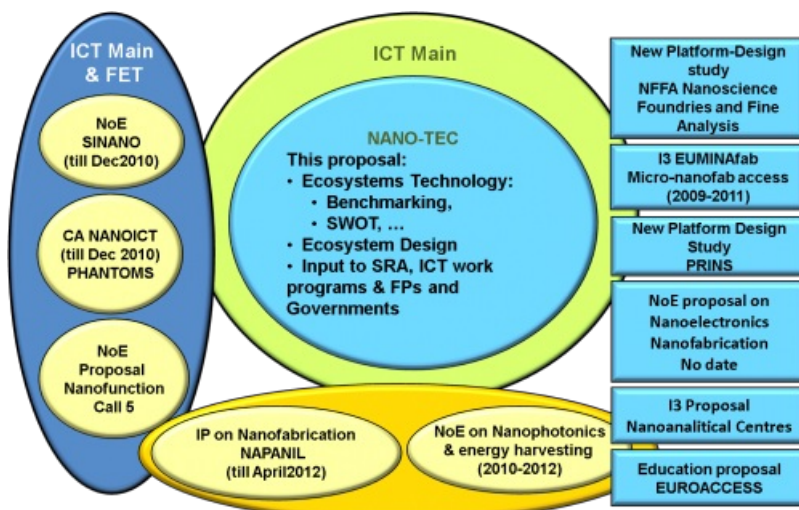 ICT Main
& FET
NoE
SINANO
(till Dec2010)
CA NANOICT
(till Dec 2010)
PHANTOMS
NoE
Proposal
Nanofunction
Call 5
ICT Main
NANO-TEC
This proposal:
• Ecosystems Technology:
• Benchmarking,
• SWOT, ...
• Ecosystem Design
• Input to SRA, ICT work
programs & FPs and
Governments
IP on Nanofabrication
NAPANIL
(till April2012)
NoE on Nanophotonics
& energy harvesting
(2010-2012)
New Platform-Design
study
NFFA Nanoscience
Foundries and Fine
Analysis
I3 EUMINAfab
Micro-nanofab access
(2009-2011)
New Platform Design
Study
PRINS
NoE proposal on
Nanoelectronics
Nanofabrication
No date
I3 Proposal
Nanoanalitical Centres
Education proposal
EUROACCESS